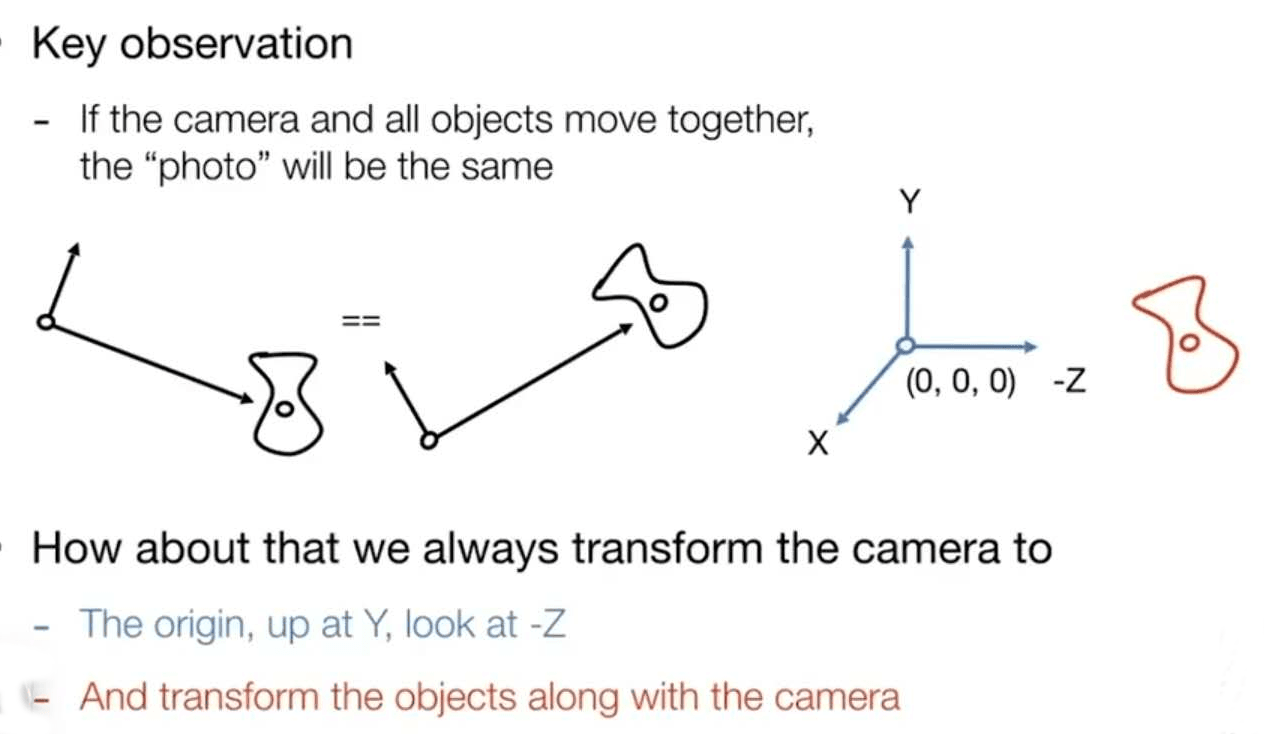 Key observation
- If the camera and all objects move together,
the “photo” will be the same
Y
==
(0, 0, 0) -Z
X
How about that we always transform the camera to
- The origin, up at Y, look at -Z
- And transform the objects along with the camera